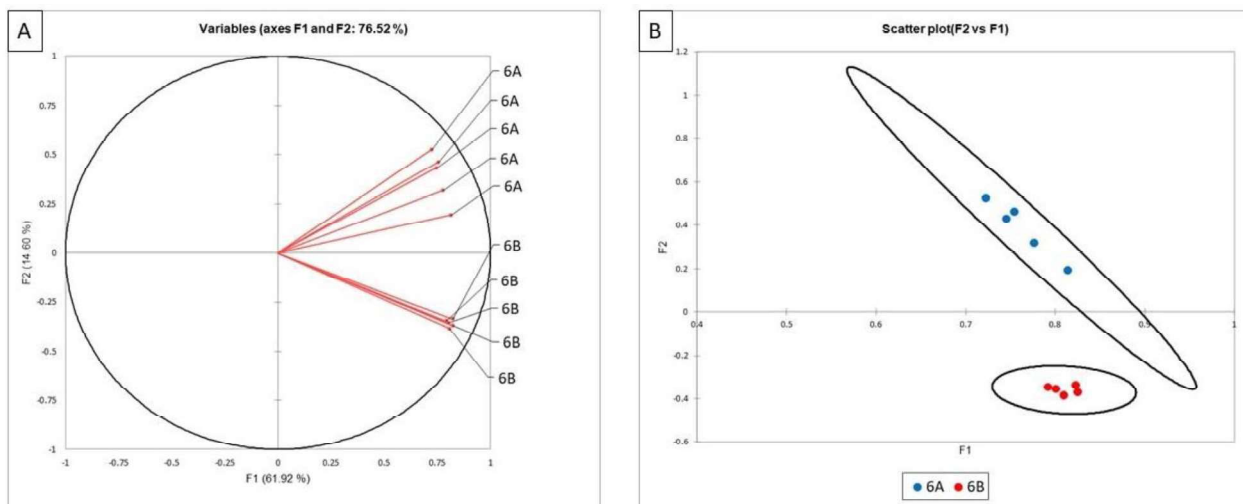 A
Variables (axes F1 and F2: 76.52 %)
1
0.75
0.5
0.25
0
-0.25
-0.5
-0.75
-1
F2 (14.60 %)
6A
6A
6A
6A
6A
6B
6B
6B
6B
6B
-1 -0.75 -0.5 -0.25 0 0.25 0.5 0.75 1
F1 (61.92 %)
B
Scatter plot(F2 vs F1)
1.2
1
0.8
0.6
0.4
0.2
0
-0.2
-0.4
-0.6
F2
0.4 0.5 0.6 0.7 0.8 0.9 1
F1
6A 6B